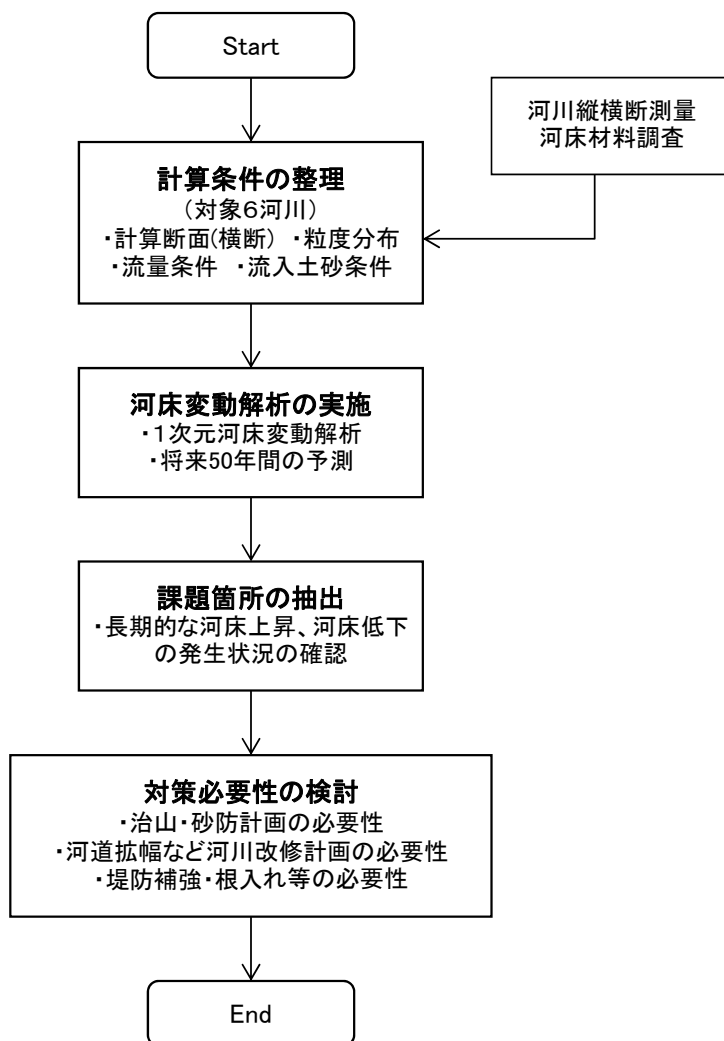 Start
河川縦横断測量
河床材料調査
計算条件の整理
（対象６河川）
・計算断面(横断)　・粒度分布
・流量条件　・流入土砂条件
河床変動解析の実施
・１次元河床変動解析
・将来50年間の予測
課題箇所の抽出
・長期的な河床上昇、河床低下
の発生状況の確認
対策必要性の検討
・治山・砂防計画の必要性
・河道拡幅など河川改修計画の必要性
・堤防補強・根入れ等の必要性
End